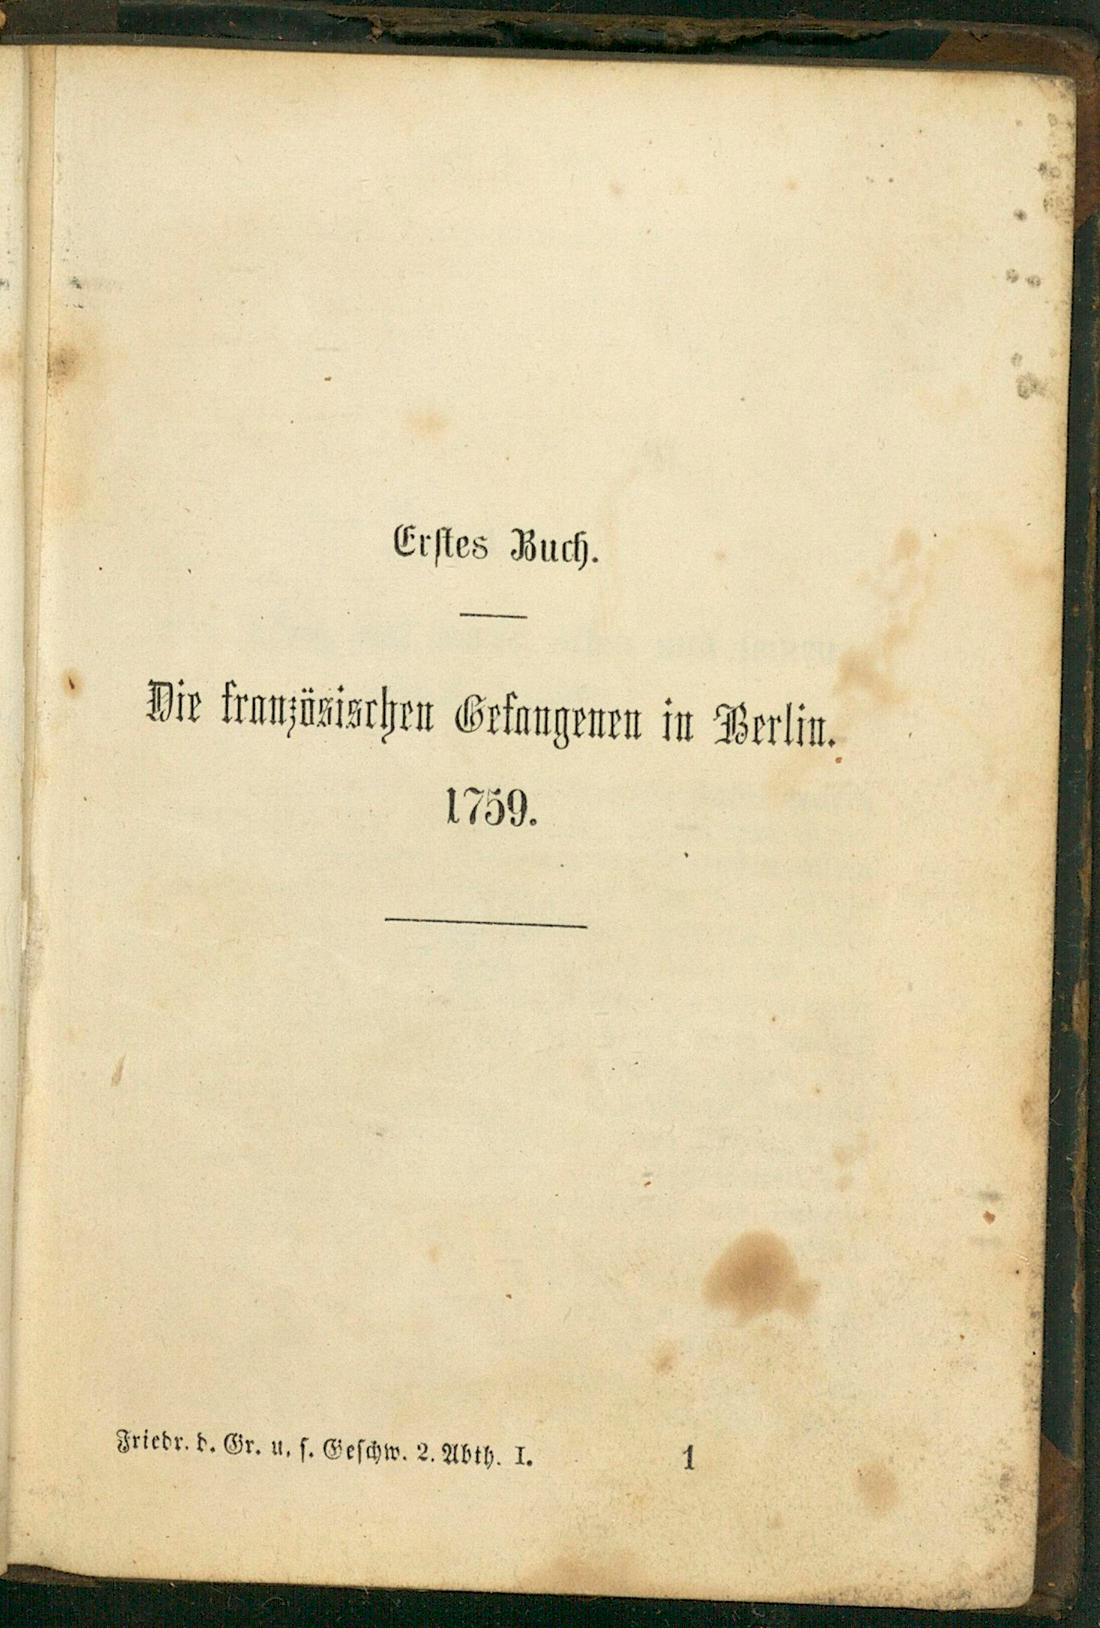 Erstes Buch.
Die französischen Gefangenen in Berlin.
1759.
Friedr. d. Gr. u. s. Geschw. 2. Abth. I. 1